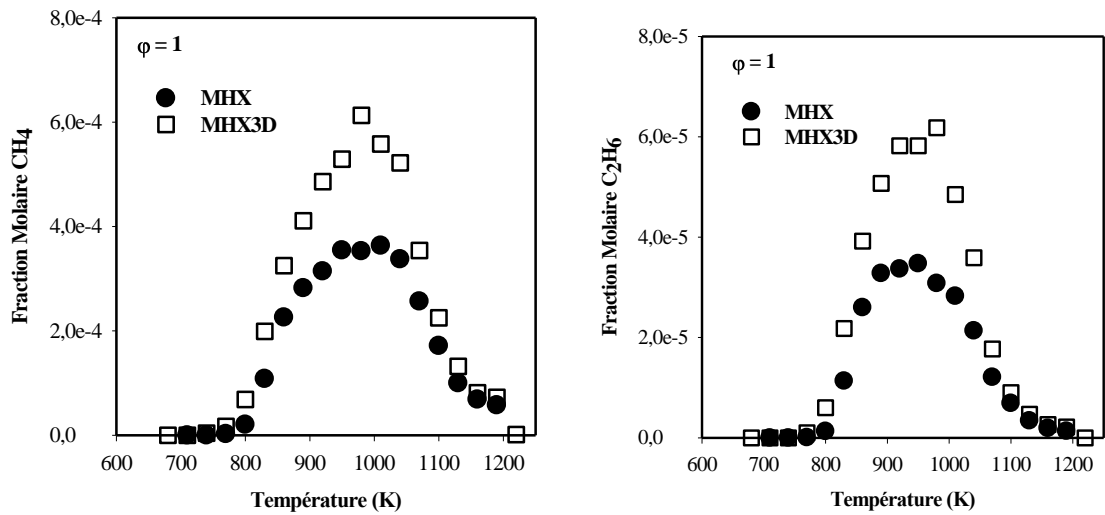 8,0e-4
φ = 1
MHX
MHX3D
6,0e-4
4,0e-4
2,0e-4
0,0
Fraction Molaire CH4
600 700 800 900 1000 1100 1200
Température (K)
8,0e-5
φ = 1
MHX
MHX3D
6,0e-5
4,0e-5
2,0e-5
0,0
Fraction Molaire C2H6
600 700 800 900 1000 1100 1200
Température (K)